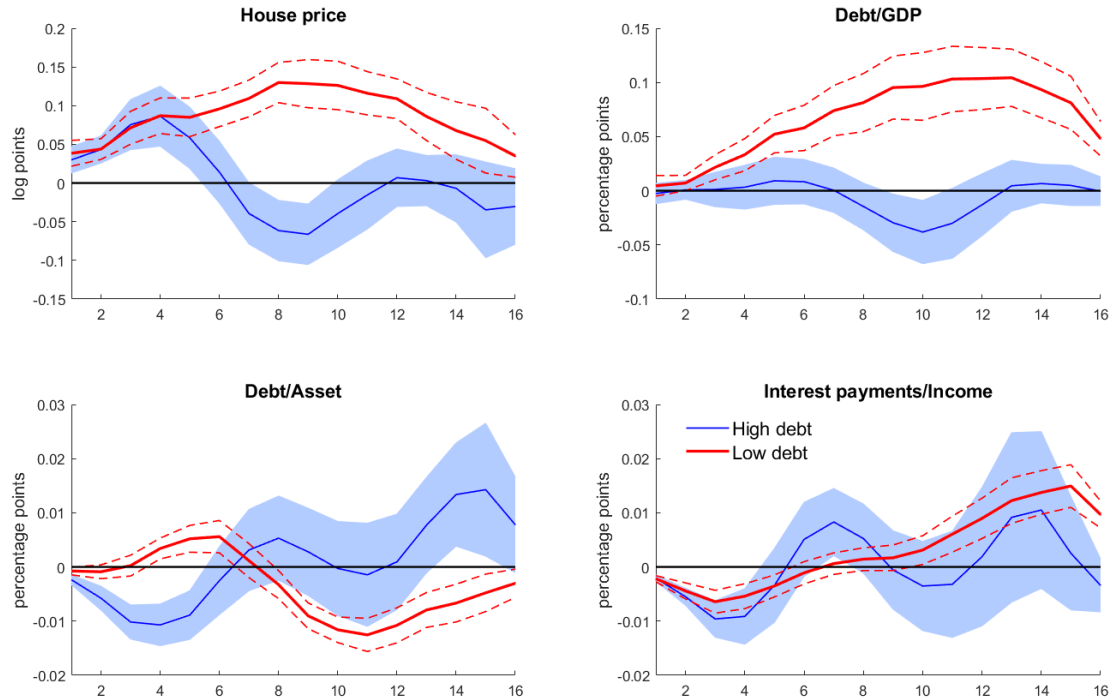 House price
log points
0.2
0.15
0.1
0.05
0
-0.05
-0.1
-0.15
2 4 6 8 10 12 14 16
Debt/GDP
percentage points
0.15
0.1
0.05
0
-0.05
-0.1
2 4 6 8 10 12 14 16
Debt/Asset
percentage points
0.03
0.02
0.01
0
-0.01
-0.02
2 4 6 8 10 12 14 16
Interest payments/Income
percentage points
0.03
0.02
0.01
0
-0.01
-0.02
High debt
Low debt
2 4 6 8 10 12 14 16